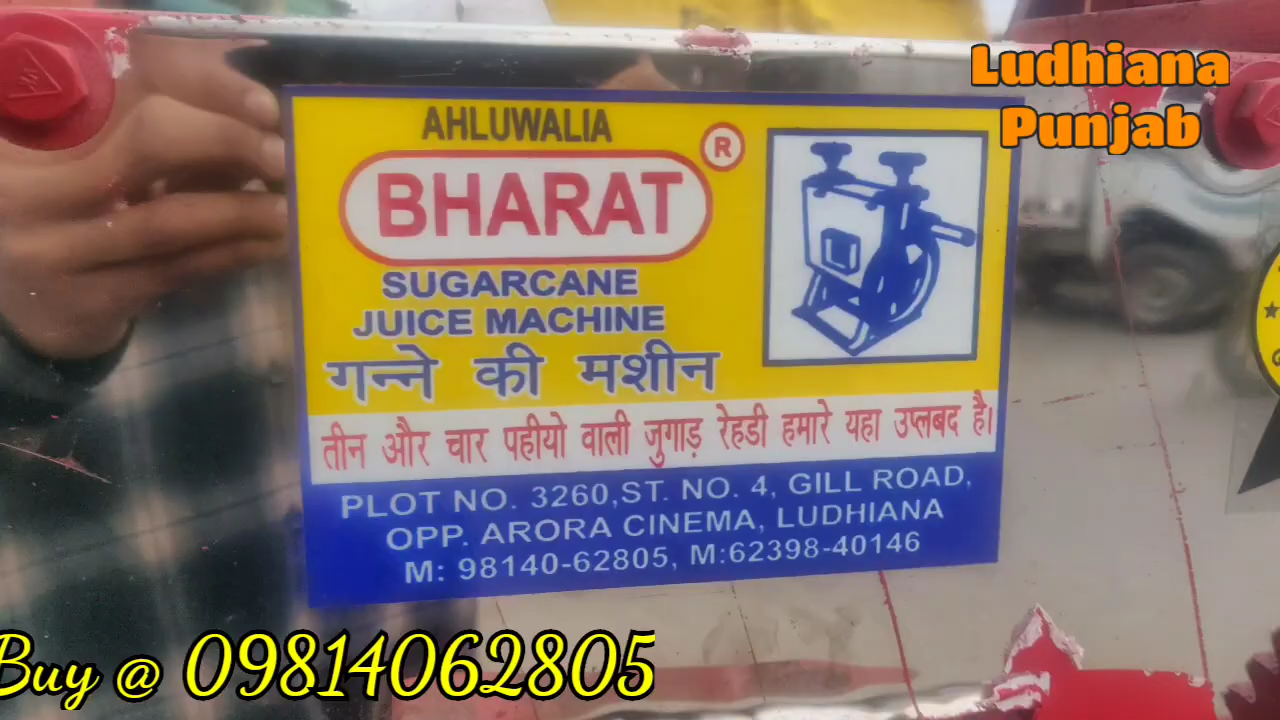 Ludhiana
Punjab
AHLUWALIA
BHARAT
R
SUGARCANE
JUICE MACHINE
गन्ने की मशीन
तीन और चार पहीयो वाली जुगाड़ रेहडी हमारे यहा उप्लबद है।
PLOT NO. 3260,ST. NO. 4, GILL ROAD,
OPP. ARORA CINEMA, LUDHIANA
M: 98140-62805, M:62398-40146
Buy @ 09814062805